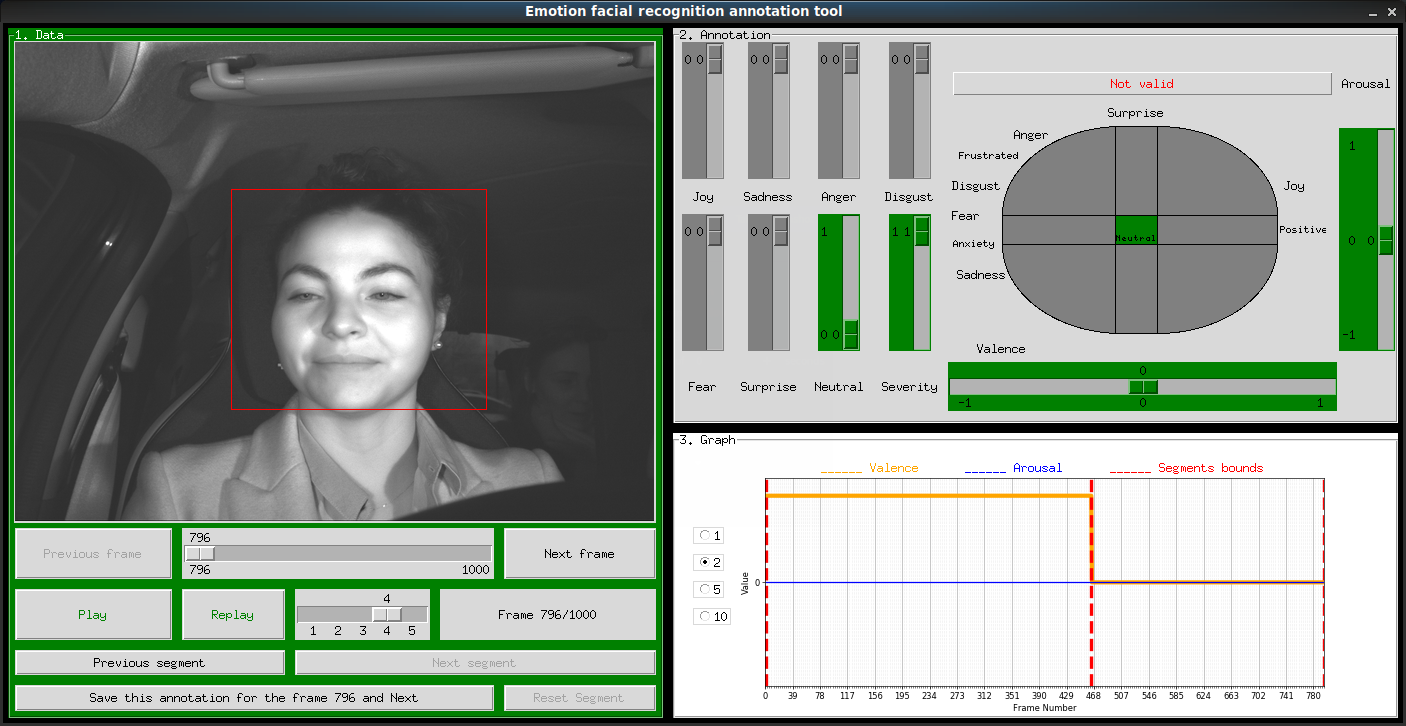 Emotion facial recognition annotation tool
1. Data
Previous frame
796
796 1000
Next frame
Play
Replay
4
1 2 3 4 5
Frame 796/1000
Previous segment
Next segment
Save this annotation for the frame 796 and Next
Reset Segment
2. Annotation
0 0 0 0 0 0 0 0
Joy Sadness Anger Disgust
0 0 0 0 1 1 1
0 0
Fear Surprise Neutral Severity
Not valid
Arousal
Surprise
Anger
Frustrated
Disgust
Fear
Anxiety
Sadness
Neutral
Joy
Positive
1
0 0
-1
Valence
0
-1 0 1
3. Graph
______ Valence ______ Arousal ______ Segments bounds
1
2
5
10
Value
0
0 39 78 117 156 195 234 273 312 351 390 429 468 507 546 585 624 663 702 741 780
Frame Number